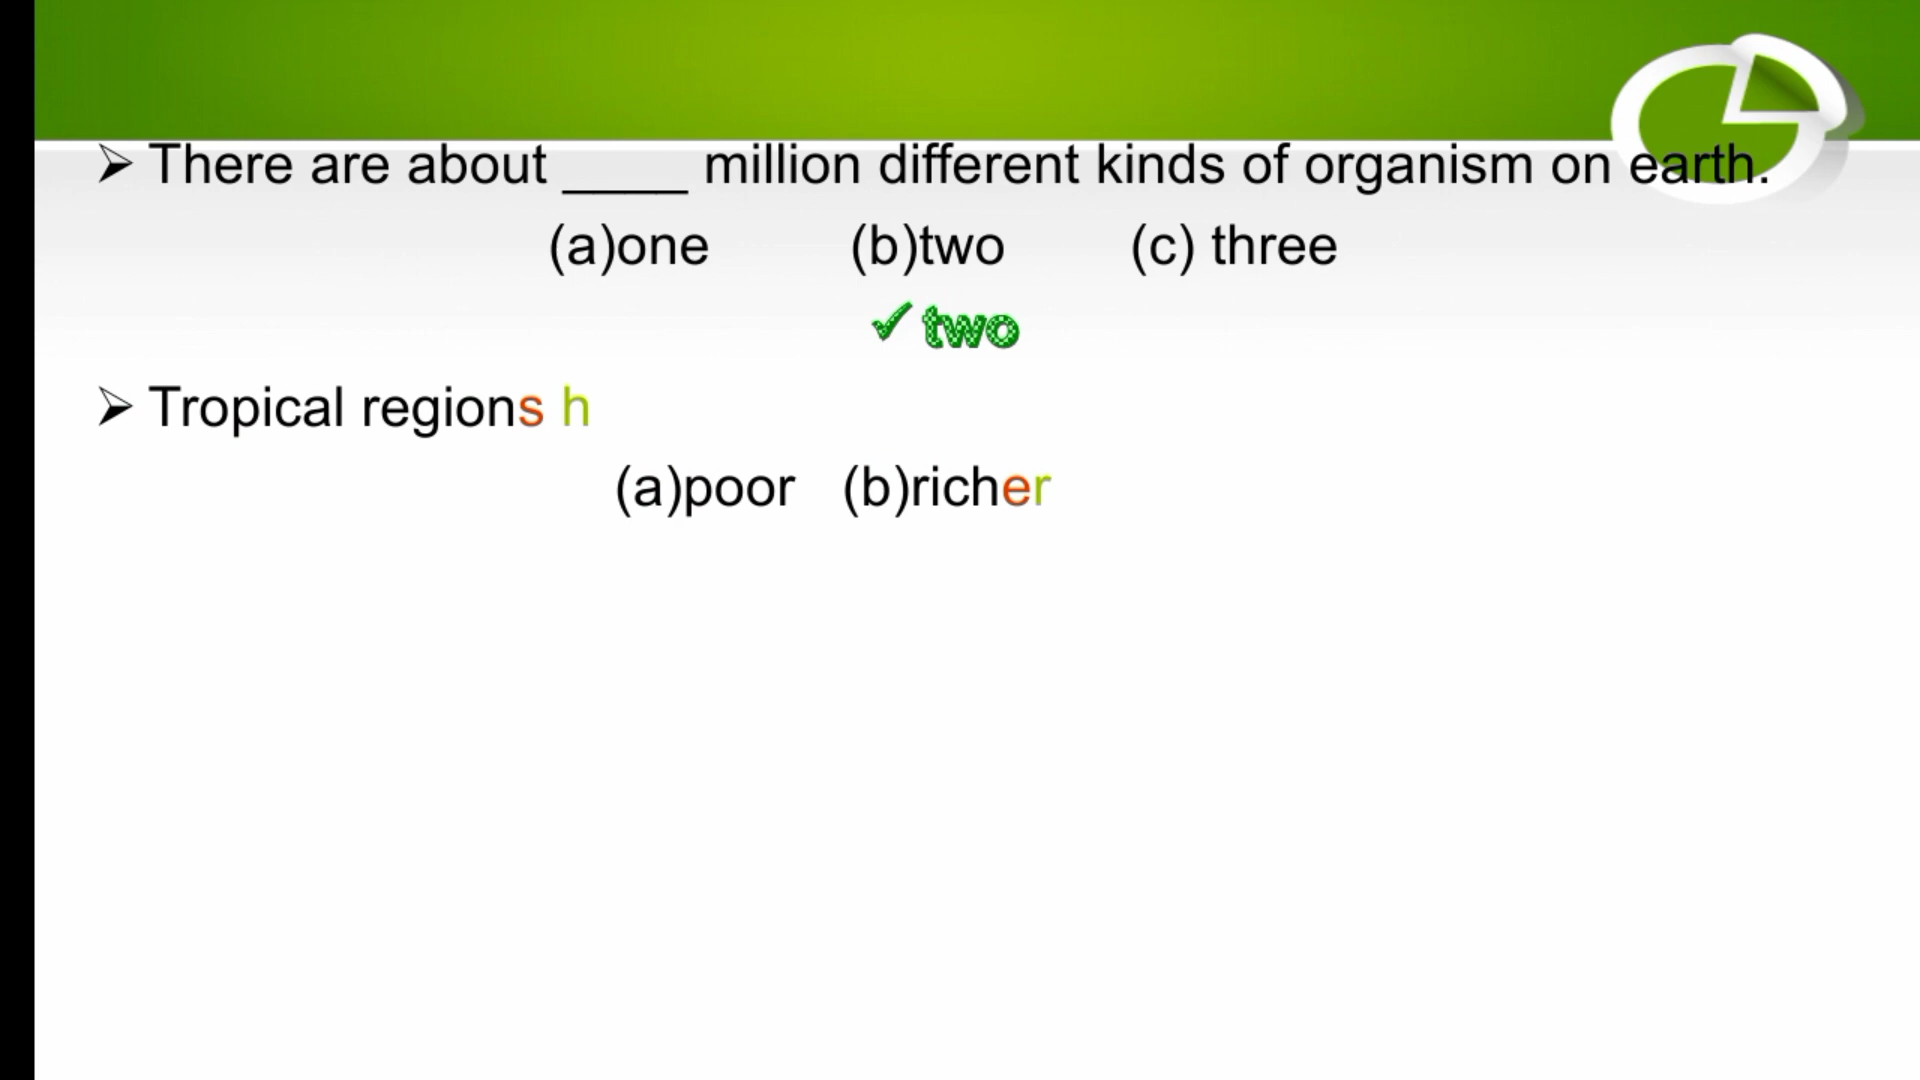 ➢ There are about ____ million different kinds of organism on earth.
(a)one (b)two (c) three
✓ two
➢ Tropical regions h
(a)poor (b)richer